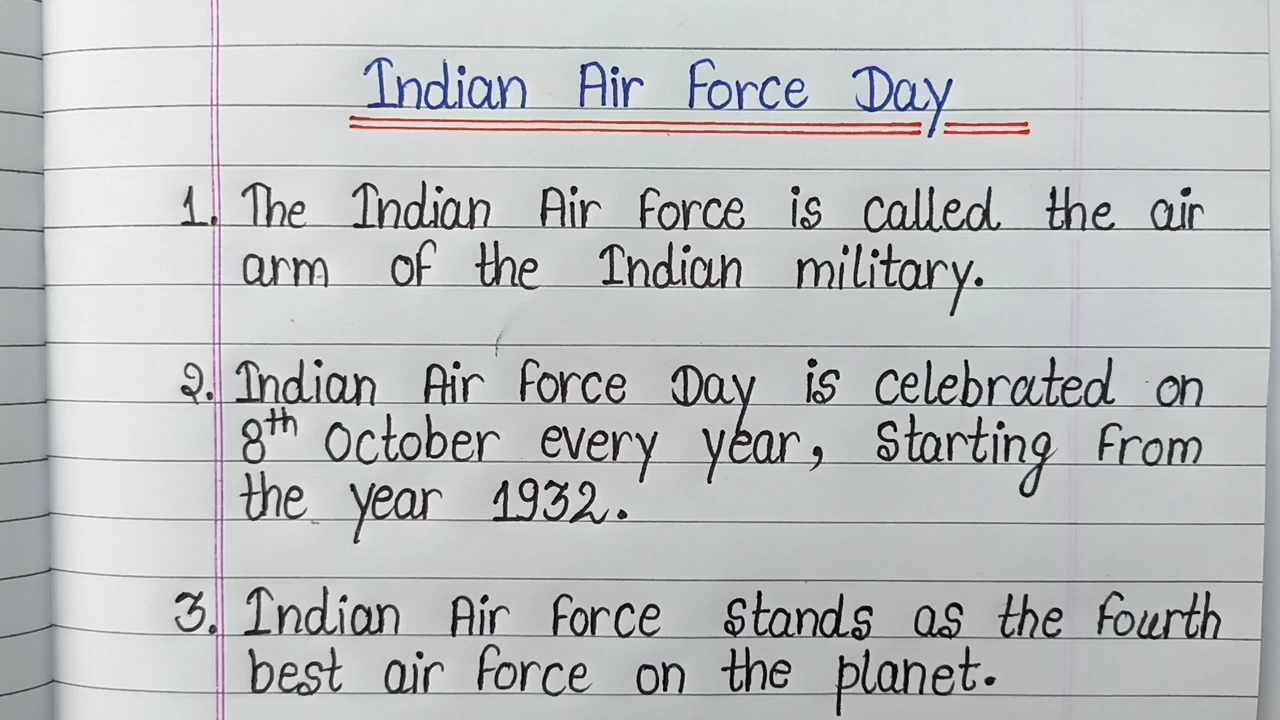 Indian Air Force Day
1. The Indian Air Force is called the air
arm of the Indian military.
2. Indian Air Force Day is celebrated on
8th October every year, starting from
the year 1932.
3. Indian Air Force stands as the fourth
best air force on the planet.